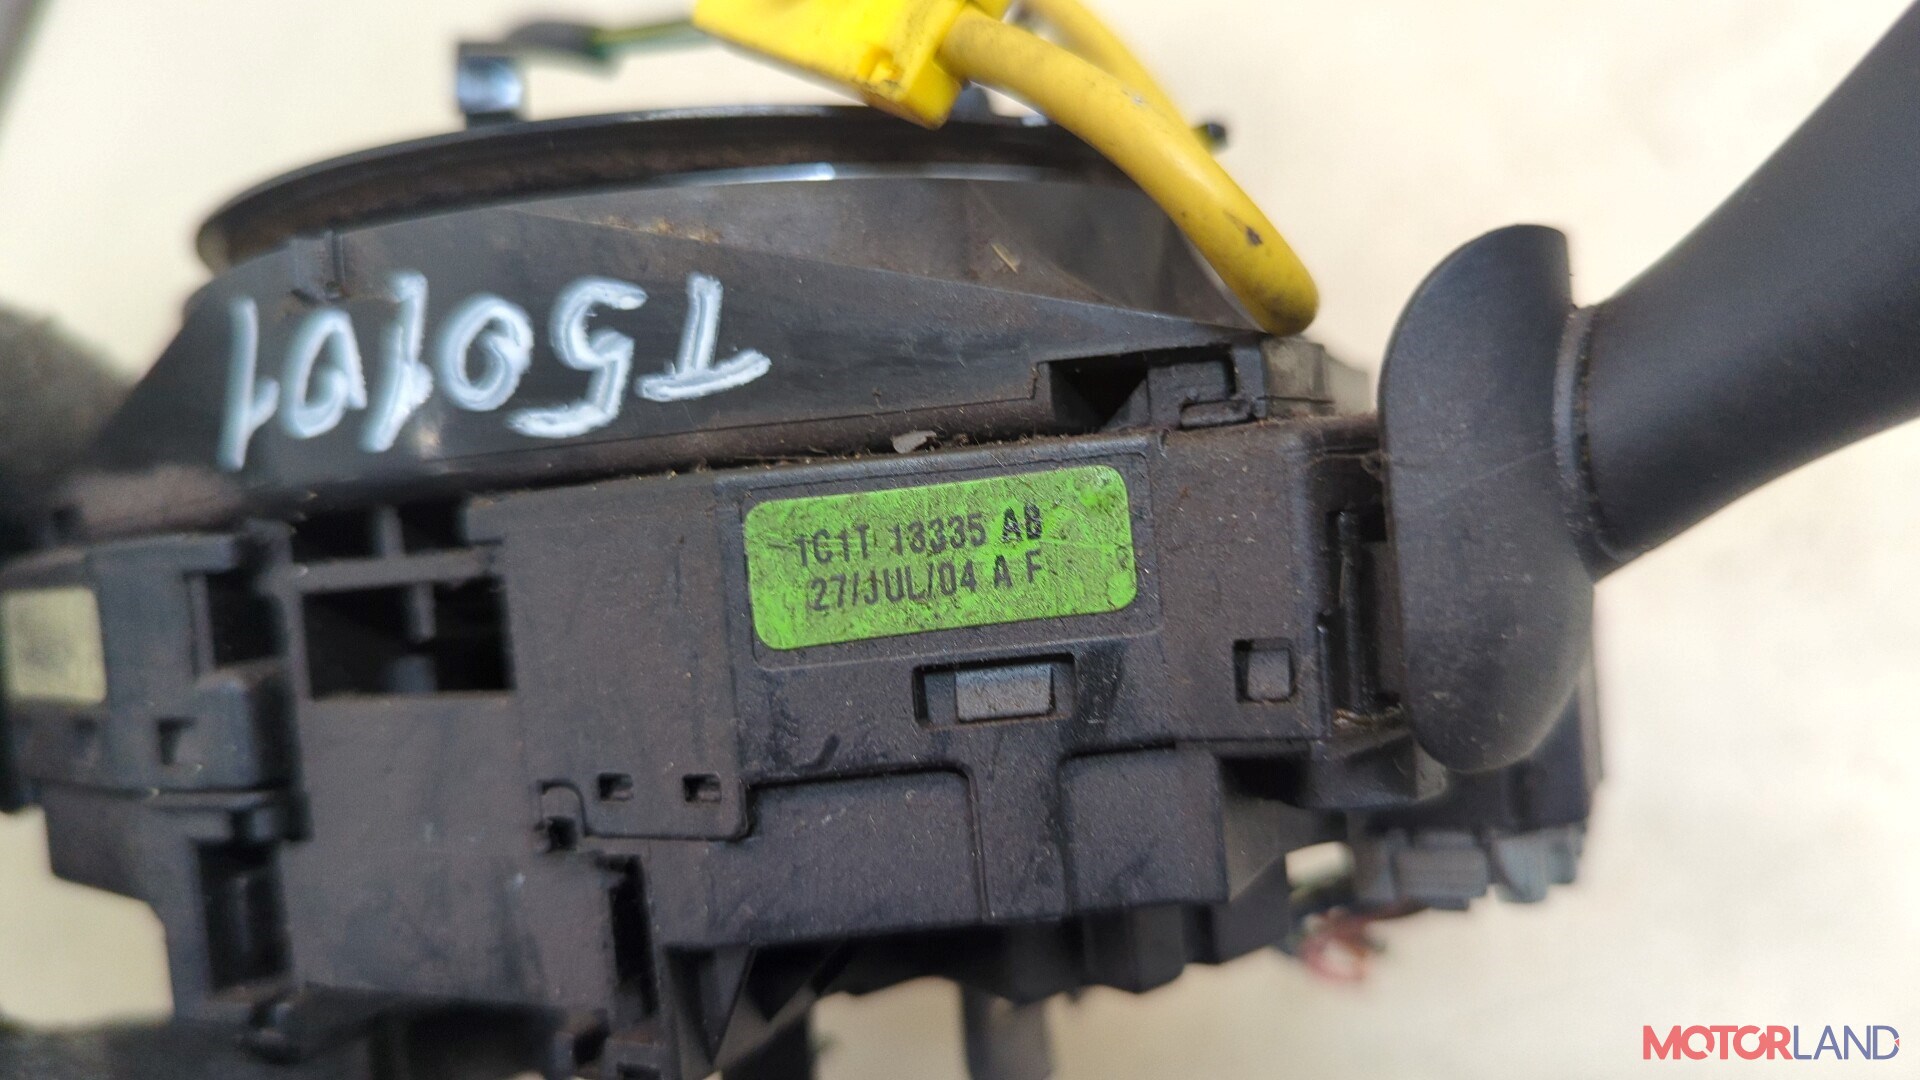 T50101
1C1T 13335 AB
27/JUL/04 A F
MOTORLAND